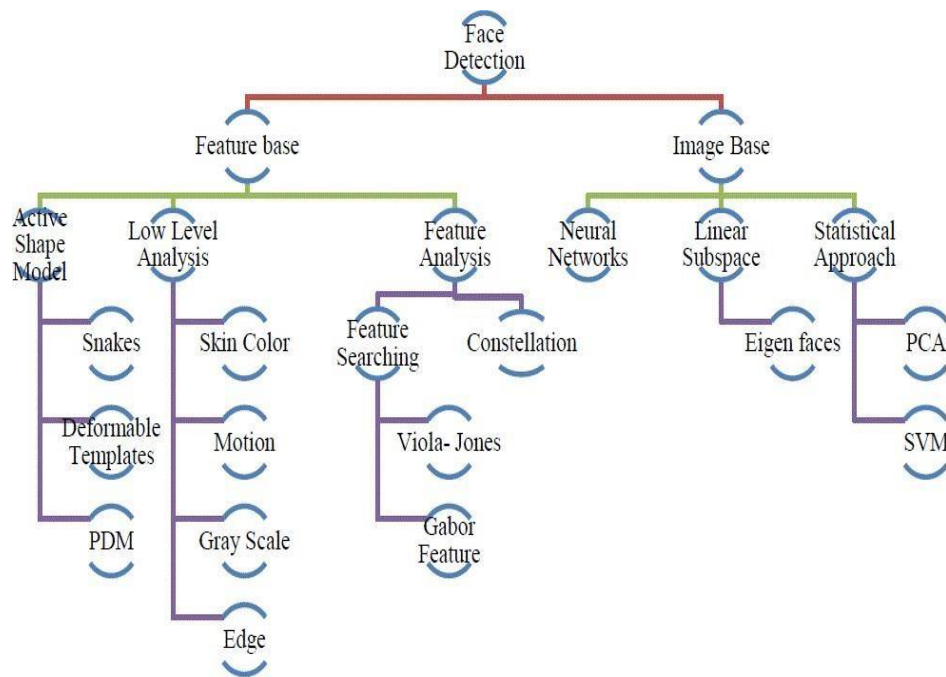 Face
Detection
Feature base
Image Base
Active
Shape
Model
Low Level
Analysis
Feature
Analysis
Neural
Networks
Linear
Subspace
Statistical
Approach
Snakes
Skin Color
Feature
Searching
Constellation
Eigen faces
PCA
Deformable
Templates
Motion
Viola- Jones
SVM
PDM
Gray Scale
Gabor
Feature
Edge